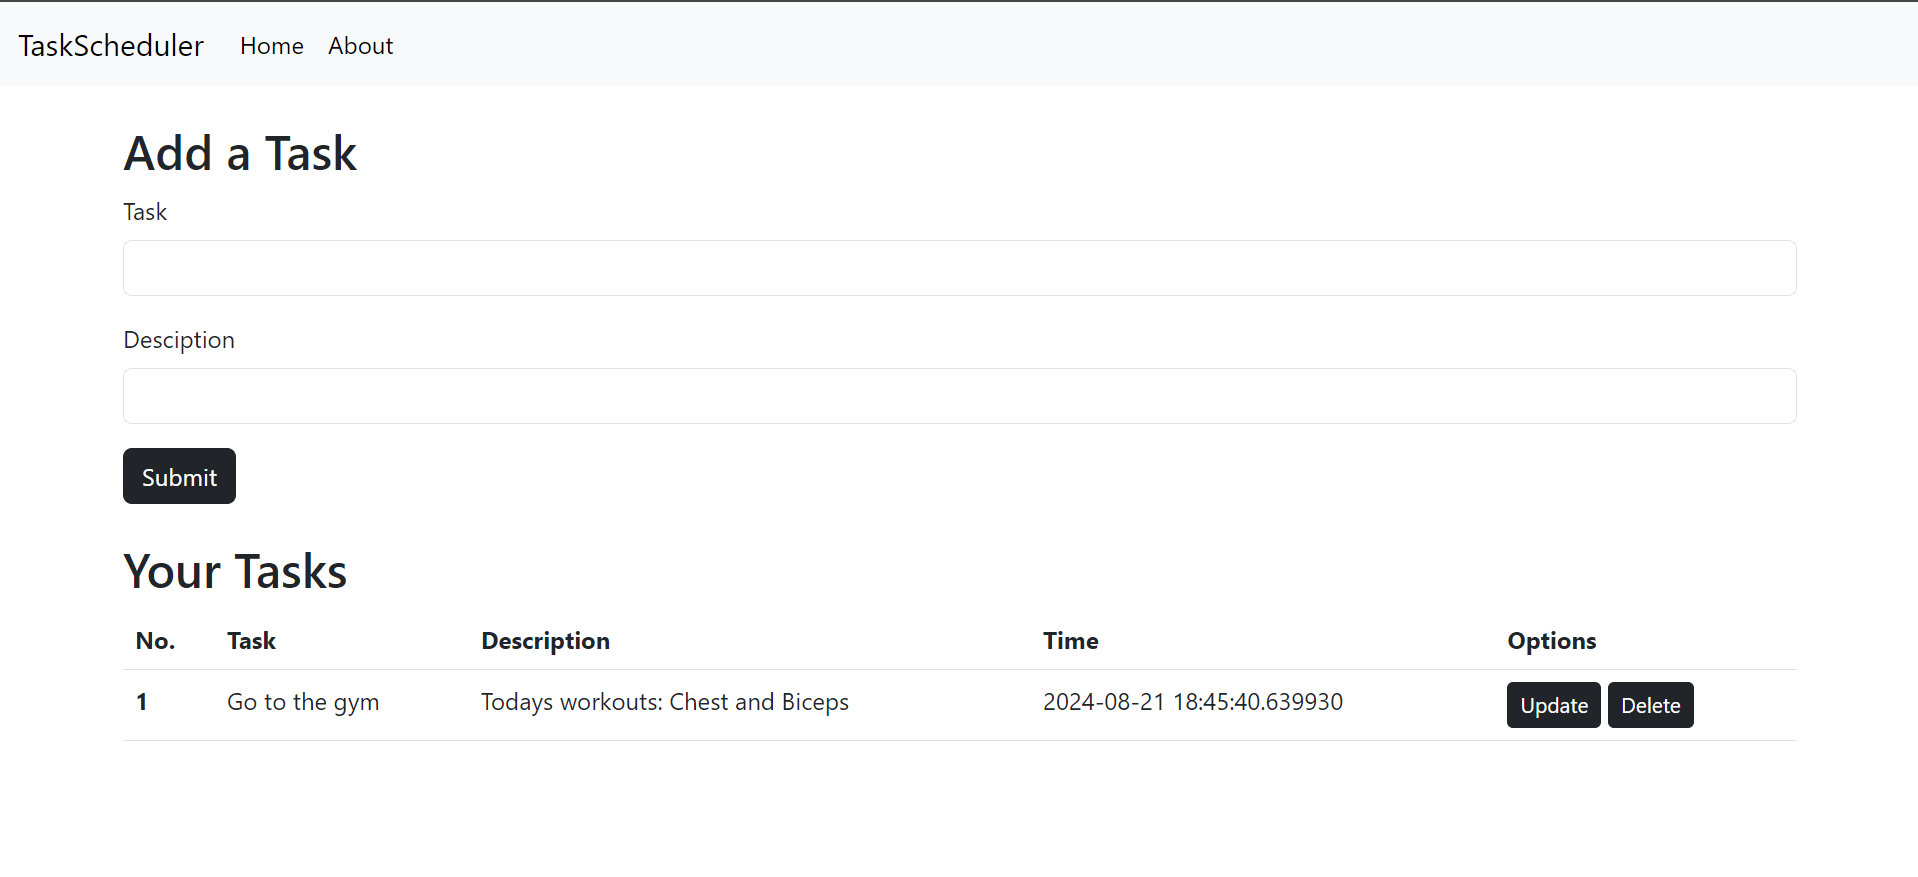 TaskScheduler Home About
Add a Task
Task
Desciption
Submit
Your Tasks
No. Task Description Time Options
1 Go to the gym Todays workouts: Chest and Biceps 2024-08-21 18:45:40.639930 Update Delete